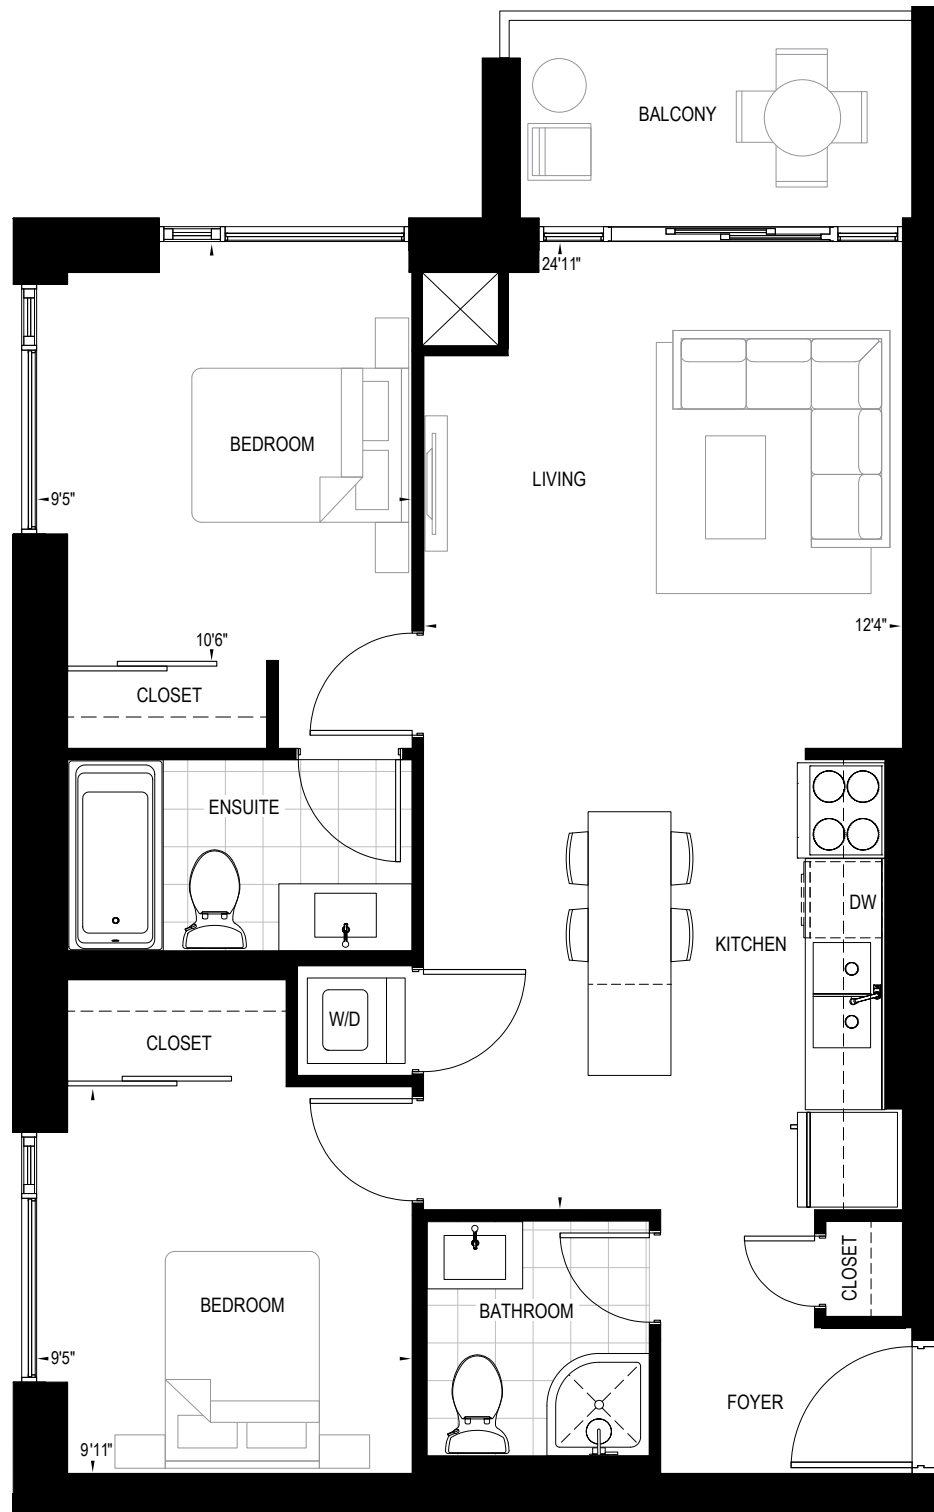 BALCONY
24'11"
BEDROOM
LIVING
9'5"
10'6"
12'4"
CLOSET
ENSUITE
DW
KITCHEN
W/D
CLOSET
CLOSET
BEDROOM
BATHROOM
9'5"
FOYER
9'11"